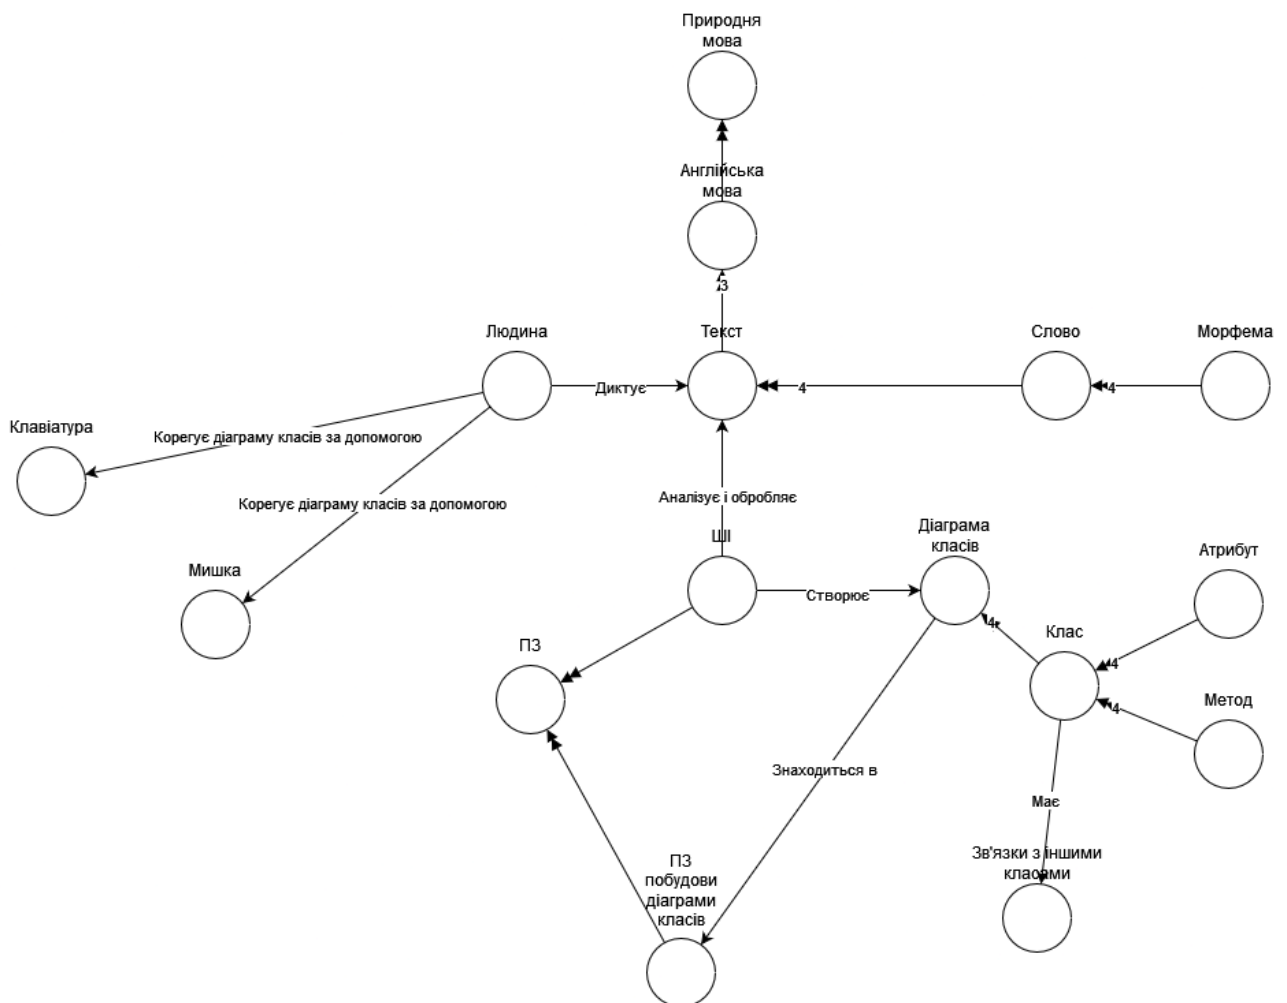 Природня
мова
Англійська
мова
3
Людина
Текст
Слово
Морфема
Диктує
4
4
Клавіатура
Корегує діаграму класів за допомогою
Корегує діаграму класів за допомогою
Аналізує і обробляє
ШІ
Діаграма
класів
Атрибут
Мишка
Створює
4
Клас
ПЗ
4
4
Метод
Знаходиться в
Має
Зв'язки з іншими
класами
ПЗ
побудови
діаграми
класів